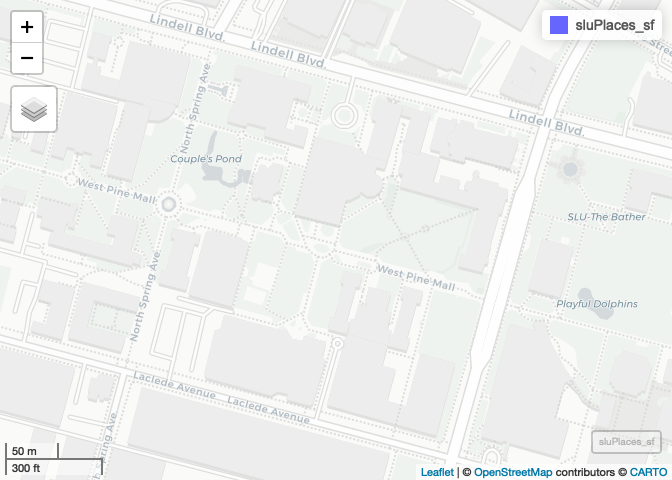 +
−
sluPlaces_sf
Lindell Blvd.
Lindell Blvd.
Lindell Blvd.
North Spring Ave
Couple's Pond
West Pine Mall
SLU-The Bather
West Pine Mall
North Spring Ave
Playful Dolphins
Laclede Avenue
Laclede Avenue
Spring Ave
sluPlaces_sf
50 m
300 ft
Leaflet | © OpenStreetMap contributors © CARTO